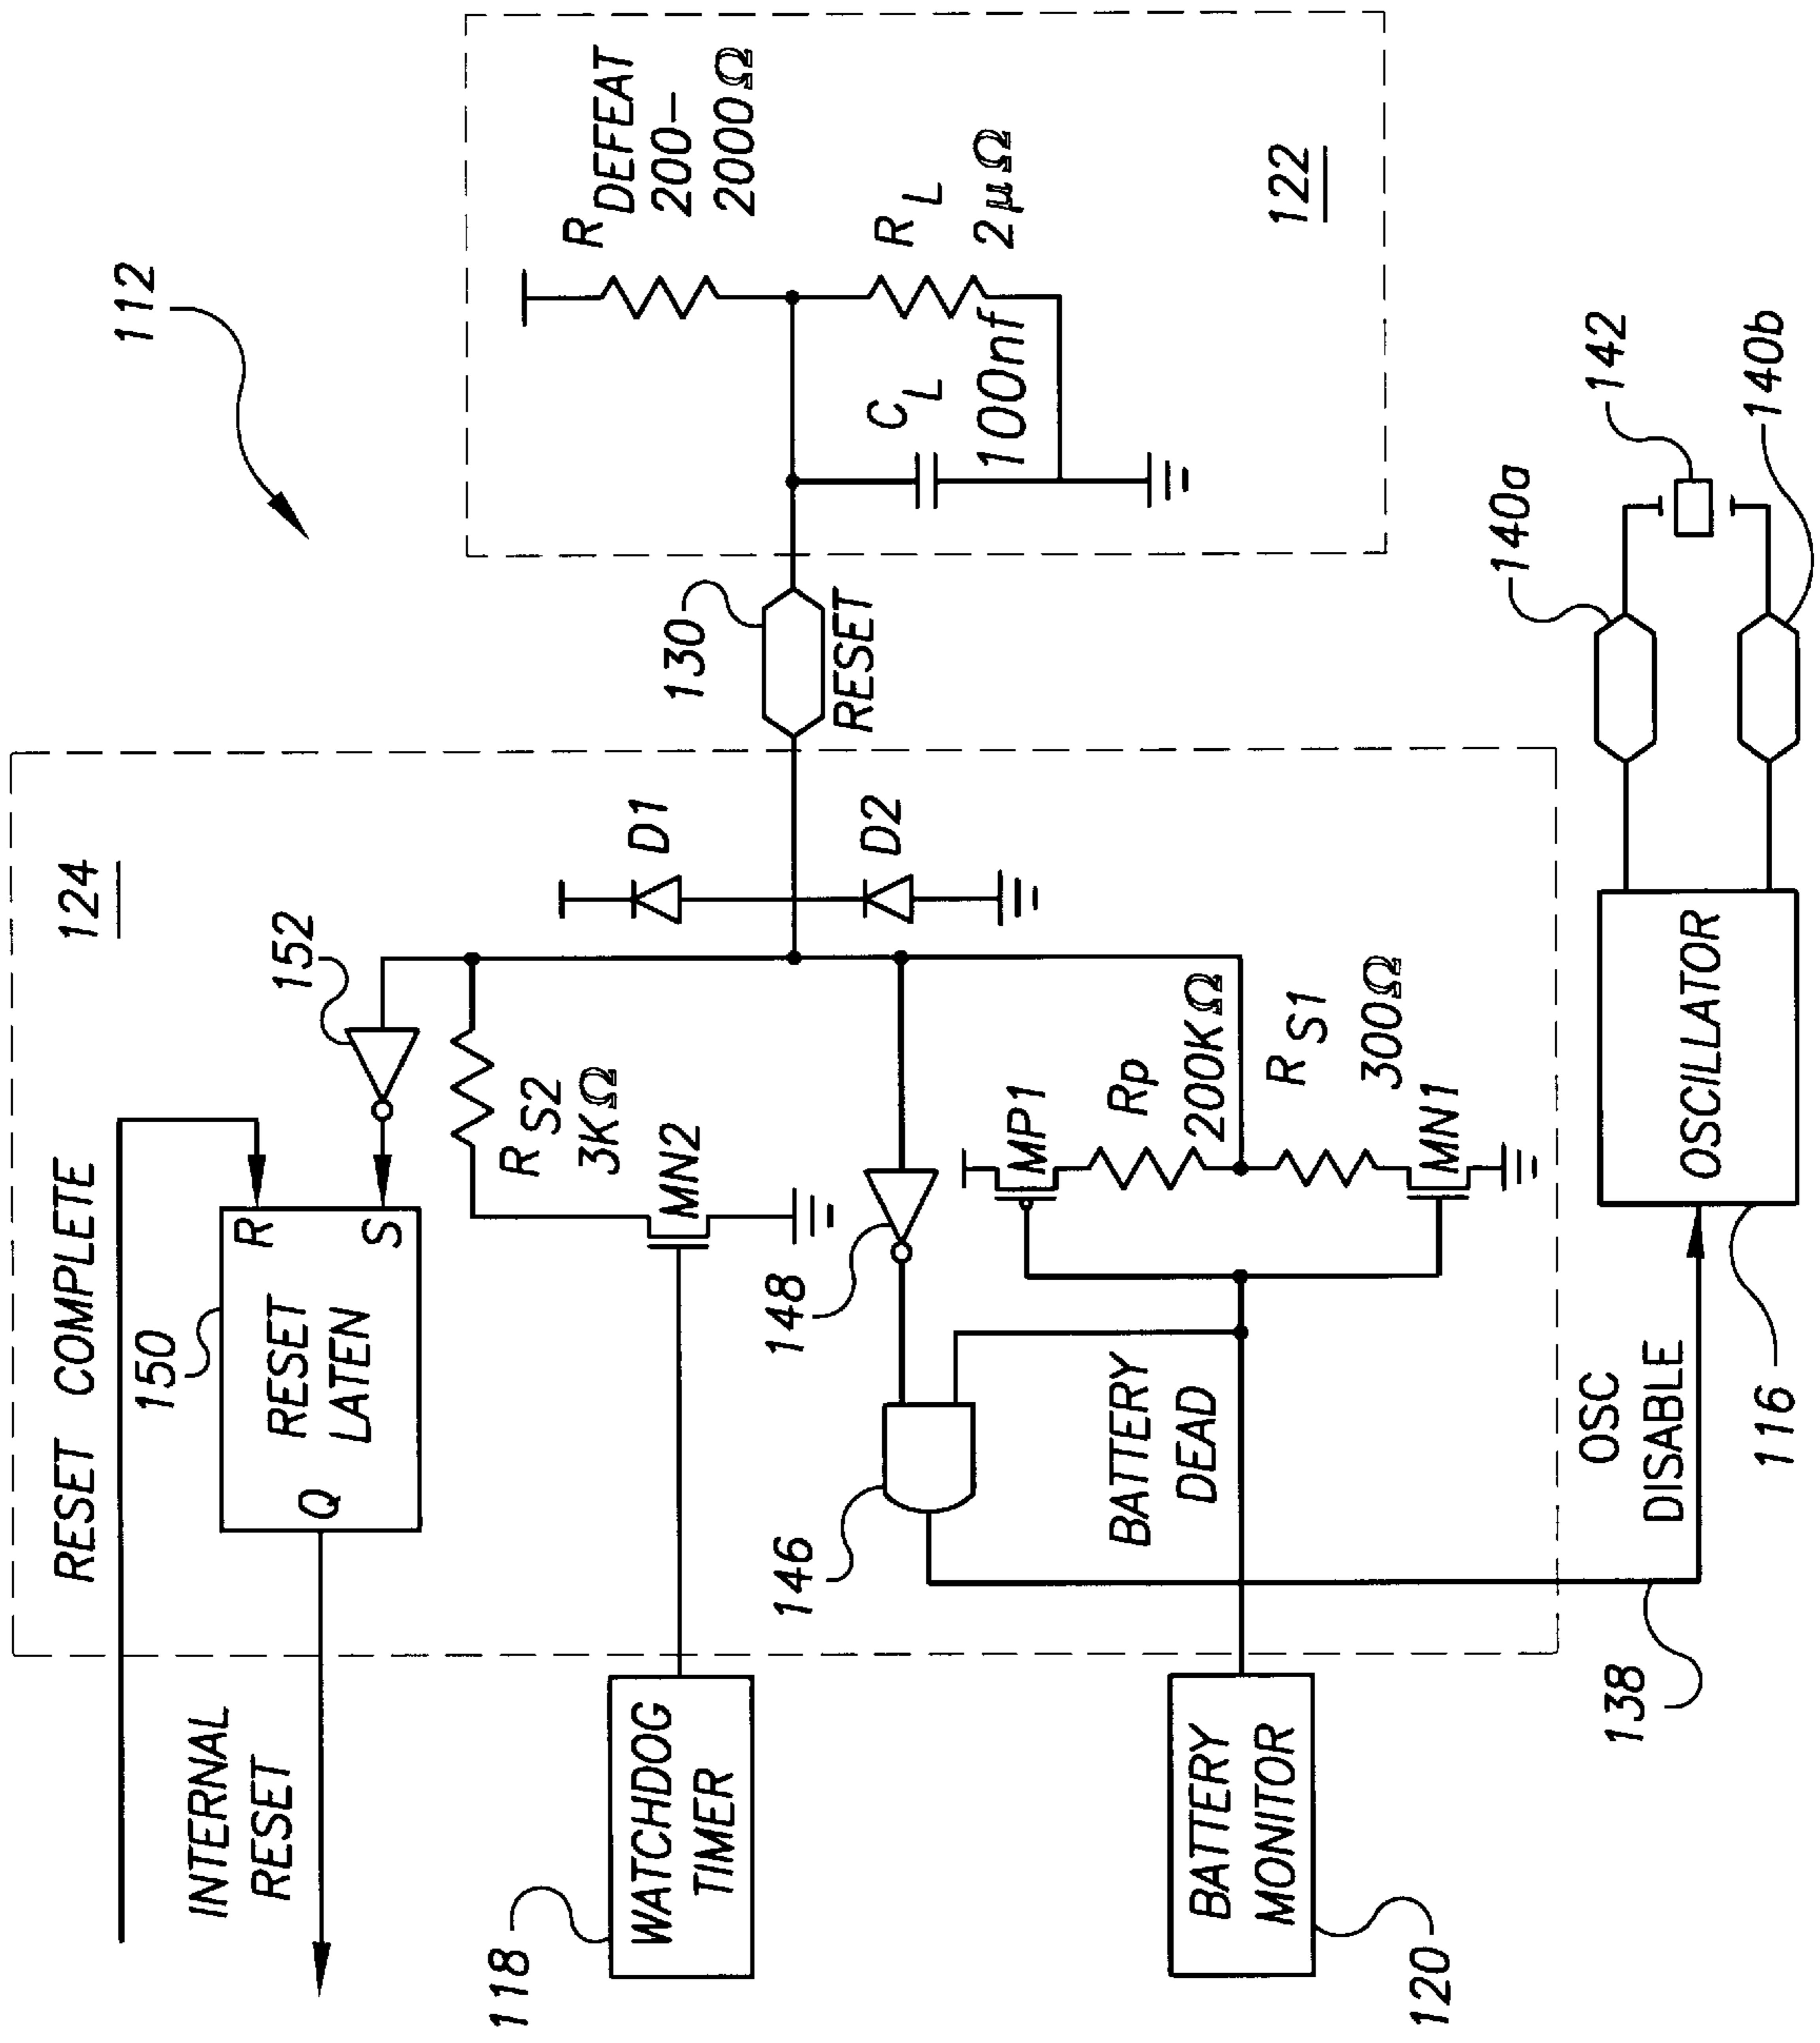 112
124
RESET COMPLETE
150
R
S
Q
RESET
LATEN
152
INTERNAL
RESET
R S2
3KΩ
MN2
118
WATCHDOG
TIMER
D1
D2
130
RESET
R DEFEAT
200–
2000Ω
R L
2μΩ
C L
100nf
122
148
146
MP1
Rp
200KΩ
R S1
300Ω
MN1
BATTERY
DEAD
BATTERY
MONITOR
120
138
OSC
DISABLE
116
OSCILLATOR
140a
140b
142